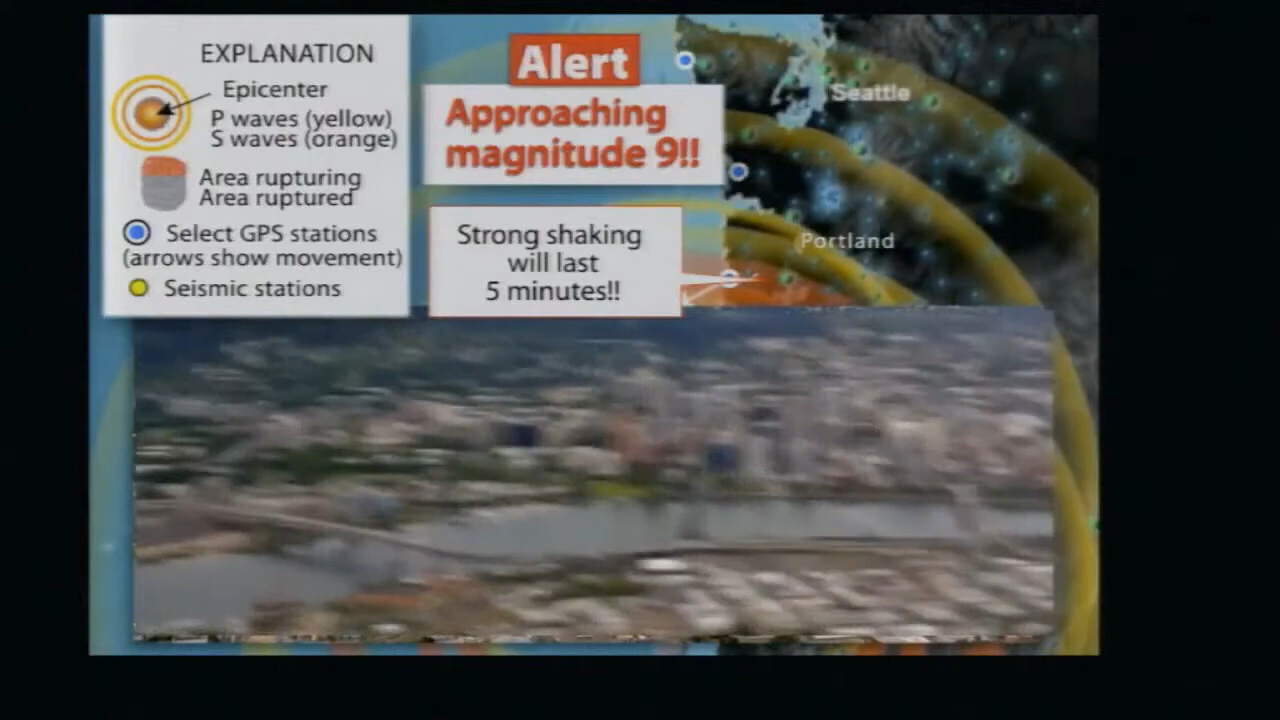 EXPLANATION
Epicenter
P waves (yellow)
S waves (orange)
Area rupturing
Area ruptured
Select GPS stations
(arrows show movement)
Seismic stations
Alert
Approaching
magnitude 9!!
Strong shaking
will last
5 minutes!!
Seattle
Portland